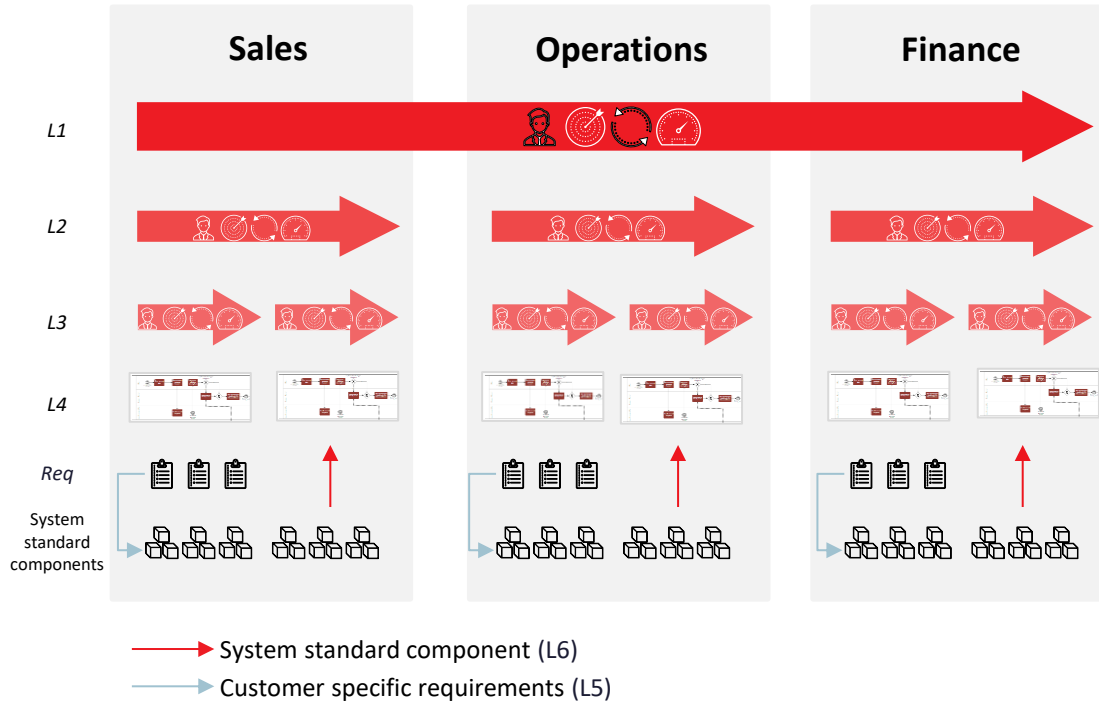 Sales
Operations
Finance
L1
L2
L3
L4
Req
System
standard
components
System standard component (L6)
Customer specific requirements (L5)